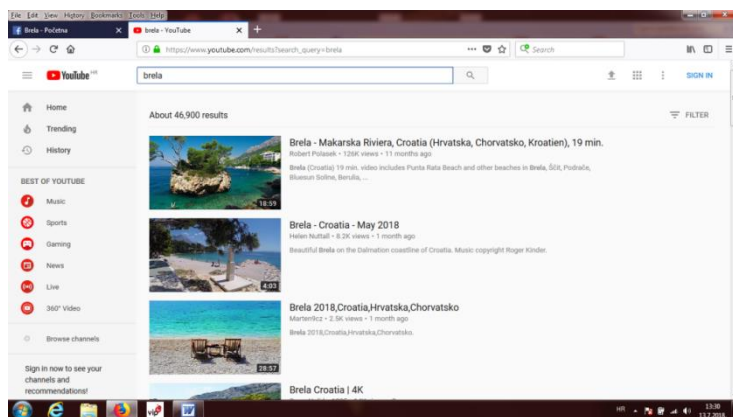 File Edit View History Bookmarks Tools Help
Brela - Početna
brela - YouTube
https://www.youtube.com/results?search_query=brela
Search
YouTube HR
brela
SIGN IN
Home
Trending
History
BEST OF YOUTUBE
Music
Sports
Gaming
News
Live
360° Video
Browse channels
Sign in now to see your
channels and
recommendations!
About 46,900 results
FILTER
Brela - Makarska Riviera, Croatia (Hrvatska, Chorvatsko, Kroatien), 19 min.
Robert Polasek • 126K views • 11 months ago
Brela (Croatia) 19 min. video includes Punta Rata Beach and other beaches in Brela, Ščit, Podrače,
Bluesun Soline, Berulia, ...
18:59
Brela - Croatia - May 2018
Helen Nuttall • 8.2K views • 1 month ago
Beautiful Brela on the Dalmation coastline of Croatia. Music copyright Roger Kinder.
4:03
Brela 2018,Croatia,Hrvatska,Chorvatsko
Marten9cz • 2.5K views • 1 month ago
Brela 2018,Croatia,Hrvatska,Chorvatsko.
28:57
Brela Croatia | 4K
vip
HR
13:30
13.7.2018